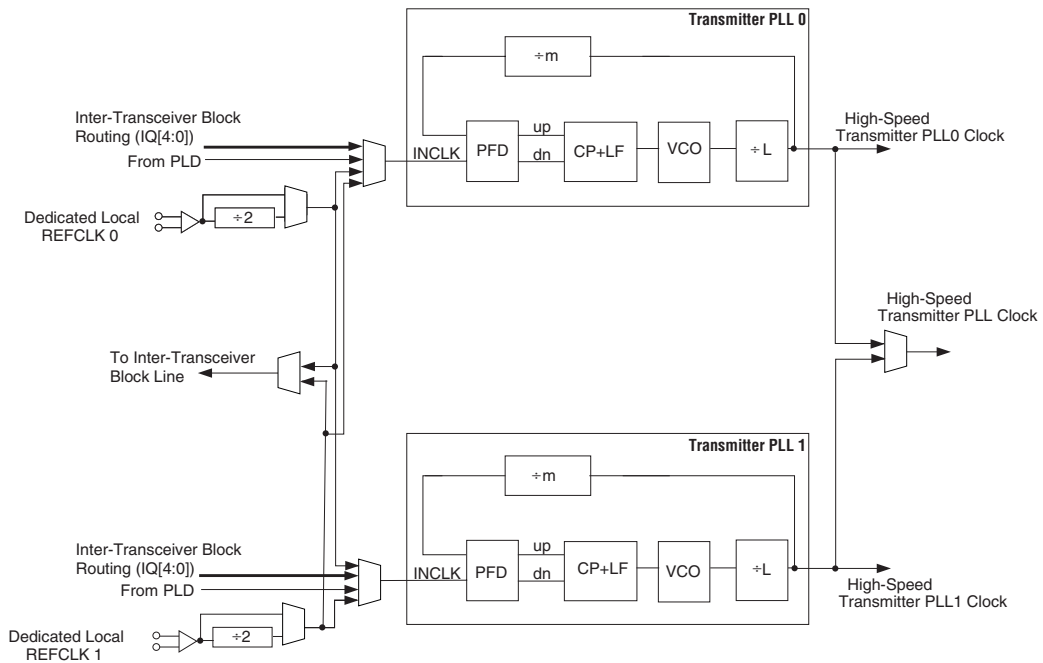 Transmitter PLL 0
÷m
Inter-Transceiver Block
Routing (IQ[4:0])
From PLD
INCLK
PFD
up
dn
CP+LF
VCO
÷L
High-Speed
Transmitter PLL0 Clock
Dedicated Local
REFCLK 0
÷2
High-Speed
Transmitter PLL Clock
To Inter-Transceiver
Block Line
Transmitter PLL 1
÷m
Inter-Transceiver Block
Routing (IQ[4:0])
From PLD
INCLK
PFD
up
dn
CP+LF
VCO
÷L
High-Speed
Transmitter PLL1 Clock
Dedicated Local
REFCLK 1
÷2